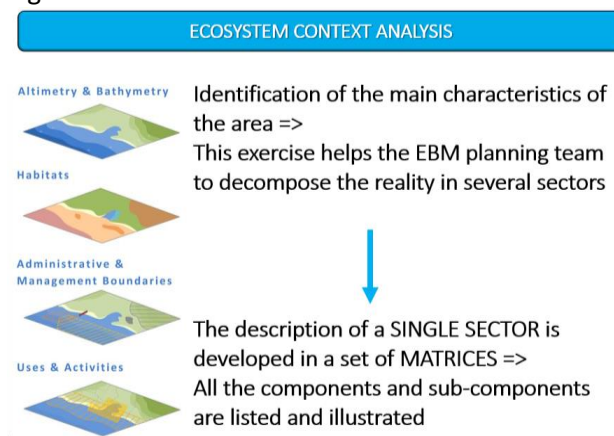 ECOSYSTEM CONTEXT ANALYSIS
Altimetry & Bathymetry
Habitats
Administrative &
Management Boundaries
Uses & Activities
Identification of the main characteristics of
the area =>
This exercise helps the EBM planning team
to decompose the reality in several sectors
The description of a SINGLE SECTOR is
developed in a set of MATRICES =>
All the components and sub-components
are listed and illustrated